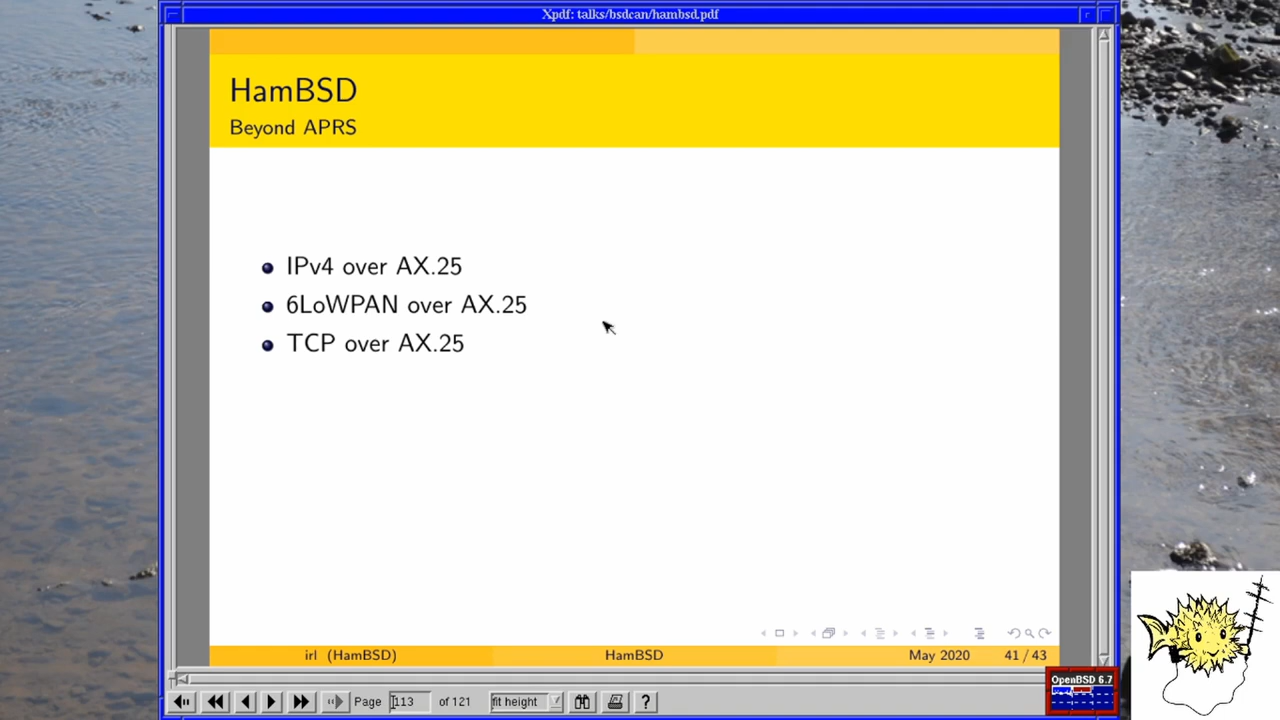 Xpdf: talks/bsdcan/hambsd.pdf
HamBSD
Beyond APRS
IPv4 over AX.25
6LoWPAN over AX.25
TCP over AX.25
irl (HamBSD) HamBSD May 2020 41 / 43
OpenBSD 6.7
Page 113 of 121 fit height ?